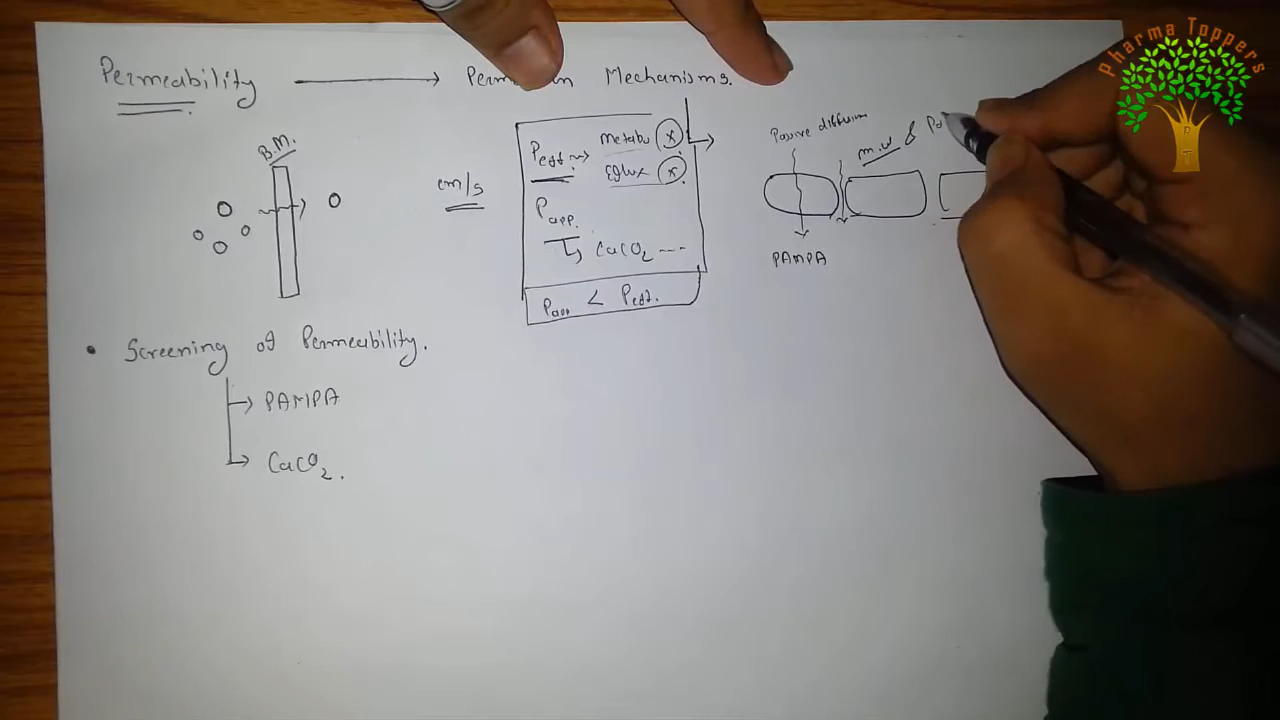 Permeability → Mechanisms.
B.M.
cm/s
Peff → Metabo x
Efflux x
Papp.
CaCO2 ---
Papp < Peff.
Passive diffusion
m.w &
PAMPA
• Screening of Permeability.
→ PAMPA
→ CaCO2.
Pharma Toppers
P
T